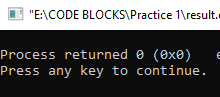 "E:\CODE BLOCKS\Practice 1\result.
Process returned 0 (0x0)
Press any key to continue.